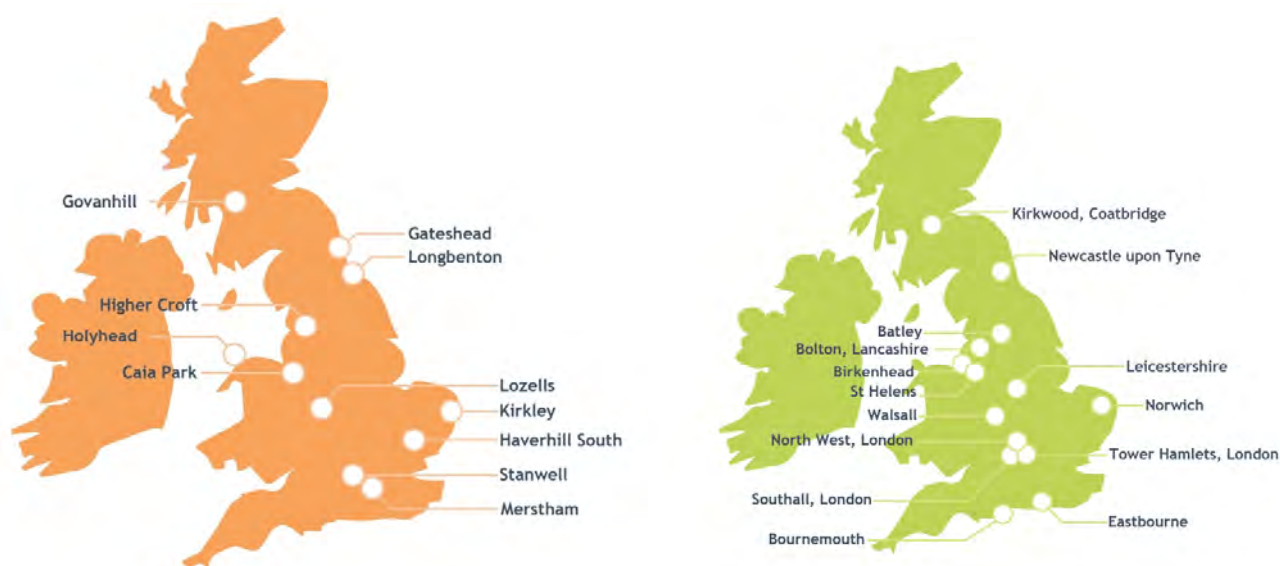 Govanhill
Gateshead
Longbenton
Higher Croft
Holyhead
Caia Park
Lozells
Kirkley
Haverhill South
Stanwell
Merstham
Kirkwood, Coatbridge
Newcastle upon Tyne
Batley
Bolton, Lancashire
Birkenhead
St Helens
Leicestershire
Walsall
Norwich
North West, London
Tower Hamlets, London
Southall, London
Eastbourne
Bournemouth